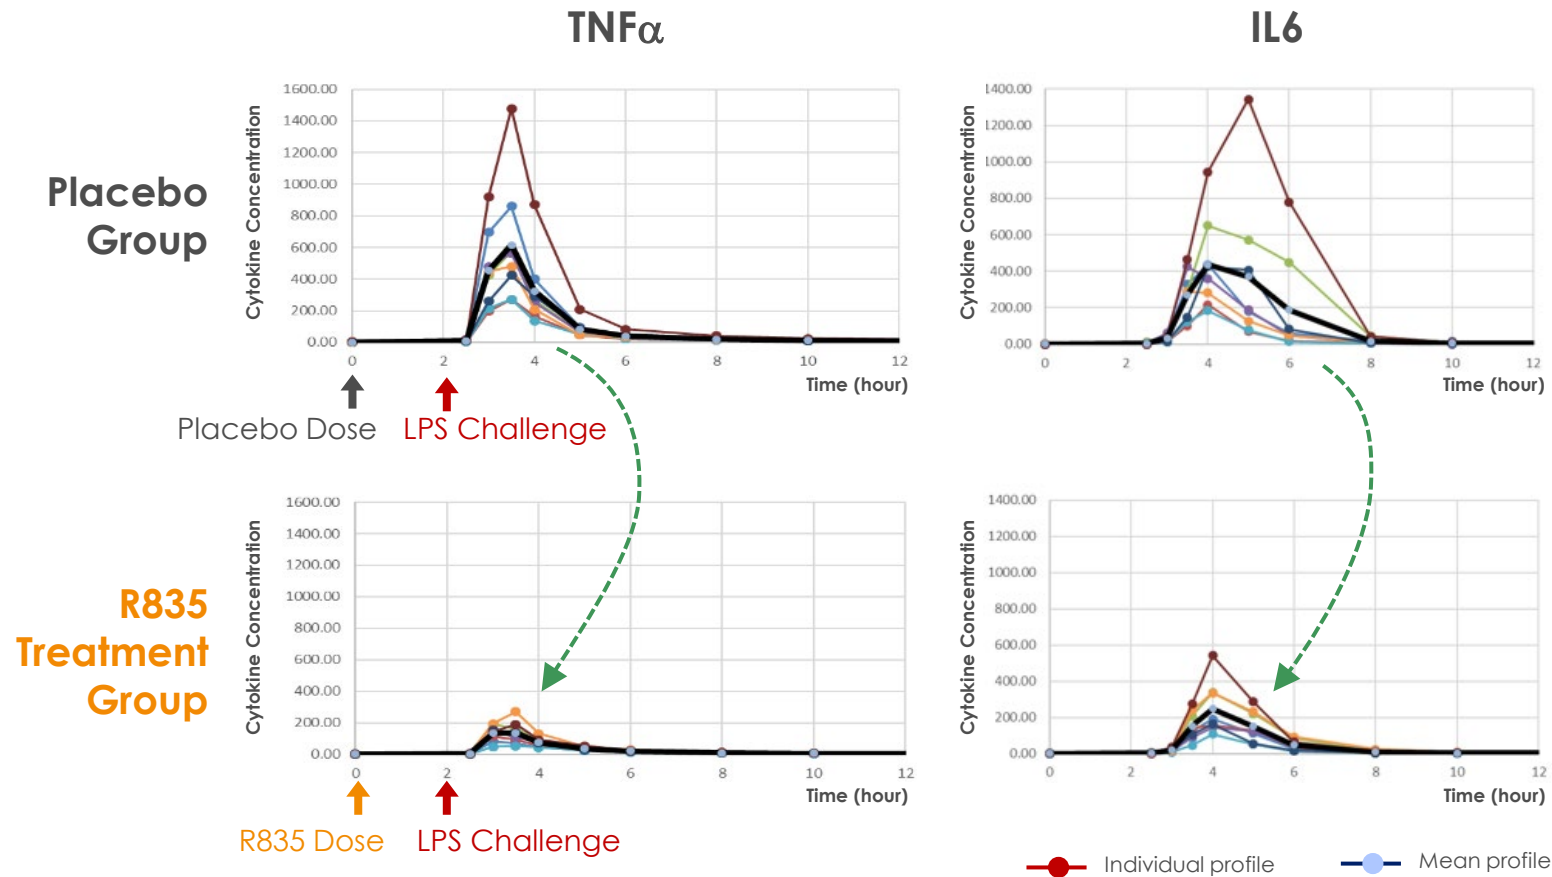 TNFα
IL6
Placebo
Group
Cytokine Concentration
1600.00
1400.00
1200.00
1000.00
800.00
600.00
400.00
200.00
0.00
0 2 4 6 8 10 12
Time (hour)
Placebo Dose
LPS Challenge
Cytokine Concentration
1400.00
1200.00
1000.00
800.00
600.00
400.00
200.00
0.00
0 2 4 6 8 10 12
Time (hour)
R835
Treatment
Group
Cytokine Concentration
1600.00
1400.00
1200.00
1000.00
800.00
600.00
400.00
200.00
0.00
0 2 4 6 8 10 12
Time (hour)
R835 Dose
LPS Challenge
Cytokine Concentration
1400.00
1200.00
1000.00
800.00
600.00
400.00
200.00
0.00
0 2 4 6 8 10 12
Time (hour)
Individual profile
Mean profile